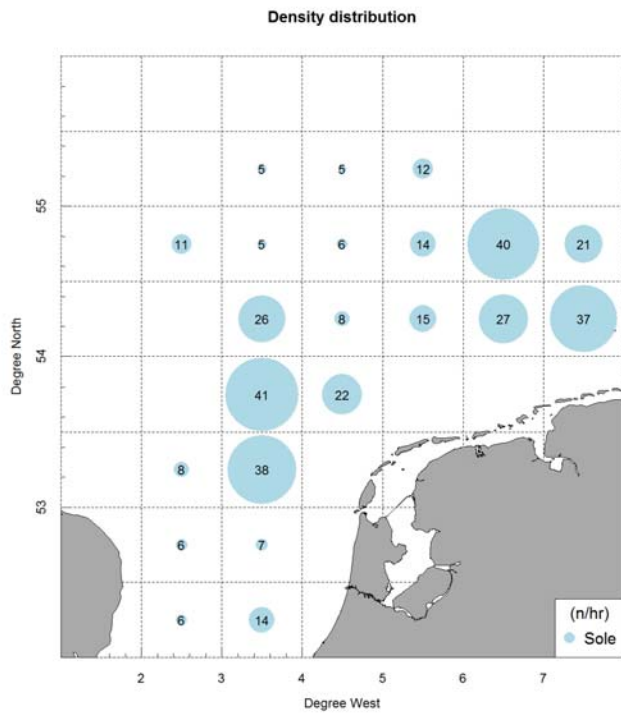 Density distribution
5 5 12
55
11 5 6 14 40 21
26 8 15 27 37
54
41 22
8 38
53
6 7
6 14
Degree North
(n/hr)
Sole
2 3 4 5 6 7
Degree West